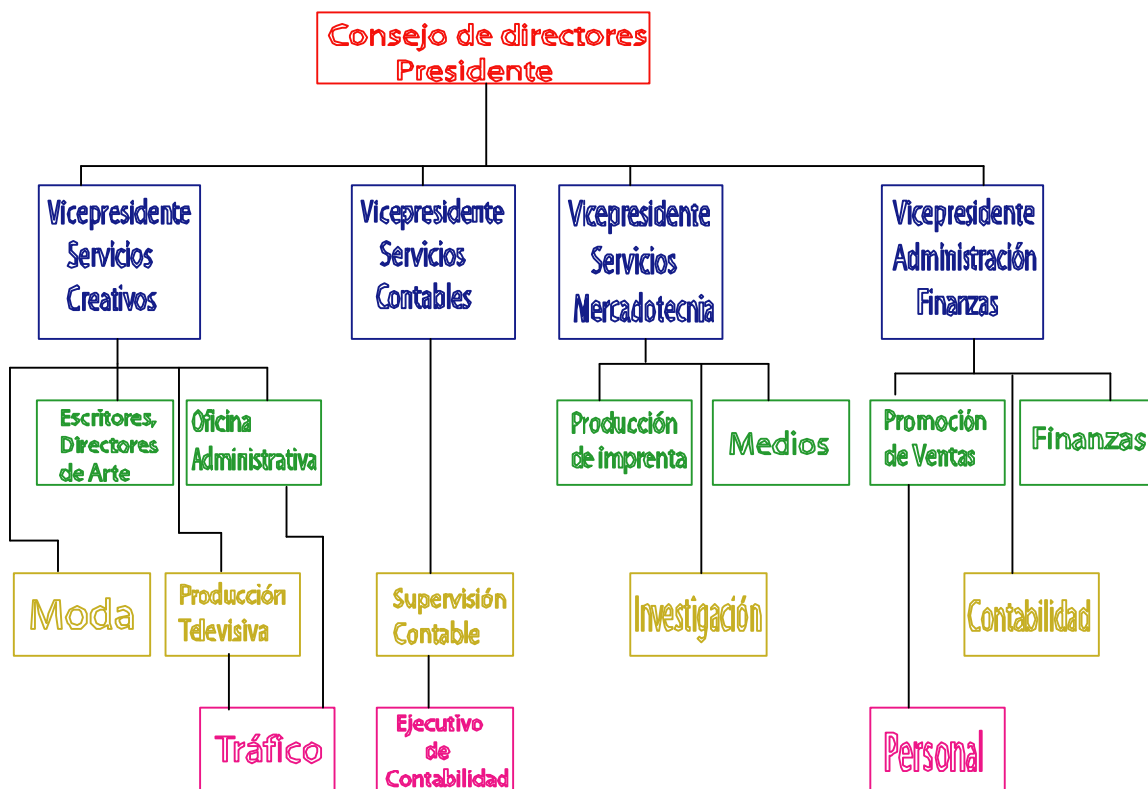 Consejo de directores
Presidente
Vicepresidente
Servicios
Creativos
Vicepresidente
Servicios
Contables
Vicepresidente
Servicios
Mercadotecnia
Vicepresidente
Administración
Finanzas
Escritores,
Directores
de Arte
Oficina
Administrativa
Producción
de imprenta
Medios
Promoción
de Ventas
Finanzas
Moda
Producción
Televisiva
Supervisión
Contable
Investigación
Contabilidad
Tráfico
Ejecutivo
de
Contabilidad
Personal